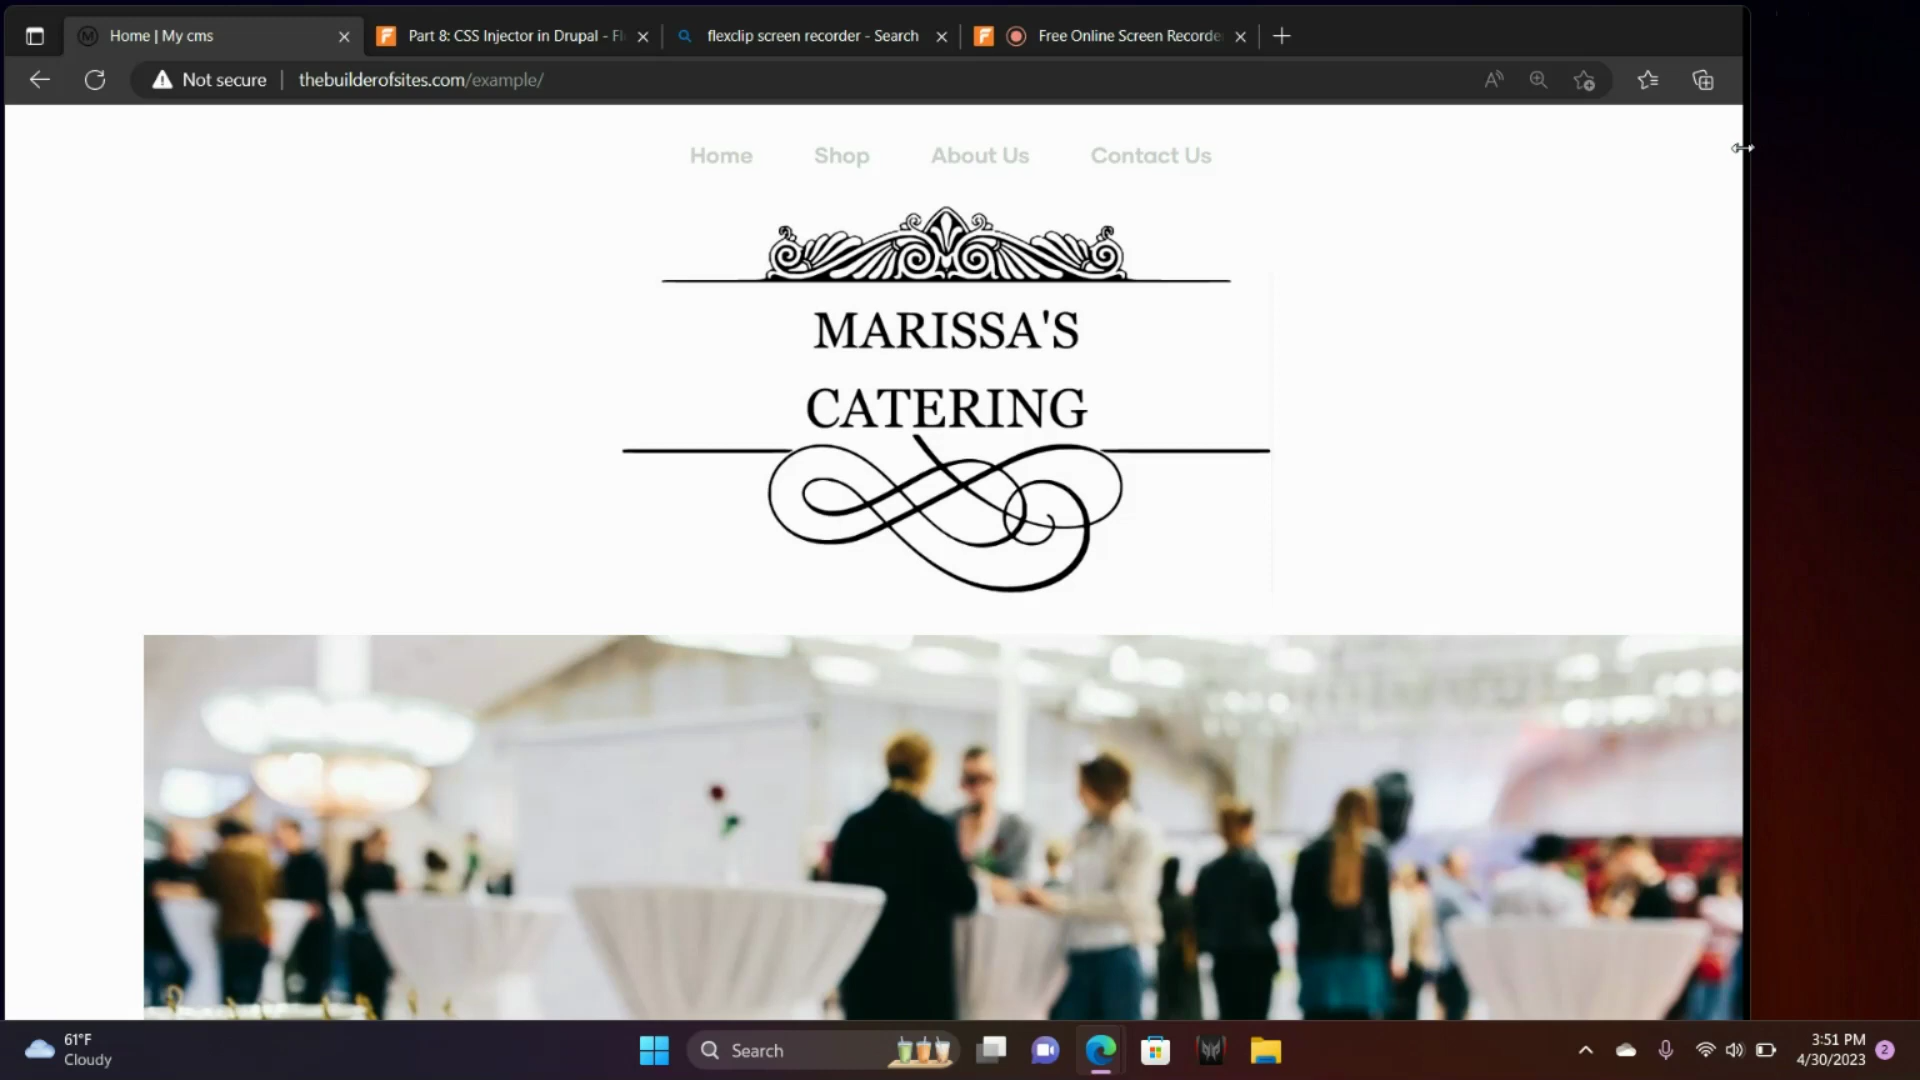 Home | My cms
Part 8: CSS Injector in Drupal - Fl
flexclip screen recorder - Search
Free Online Screen Recorde
Not secure
thebuilderofsites.com/example/
Home
Shop
About Us
Contact Us
MARISSA'S
CATERING
61°F
Cloudy
Search
3:51 PM
4/30/2023
2